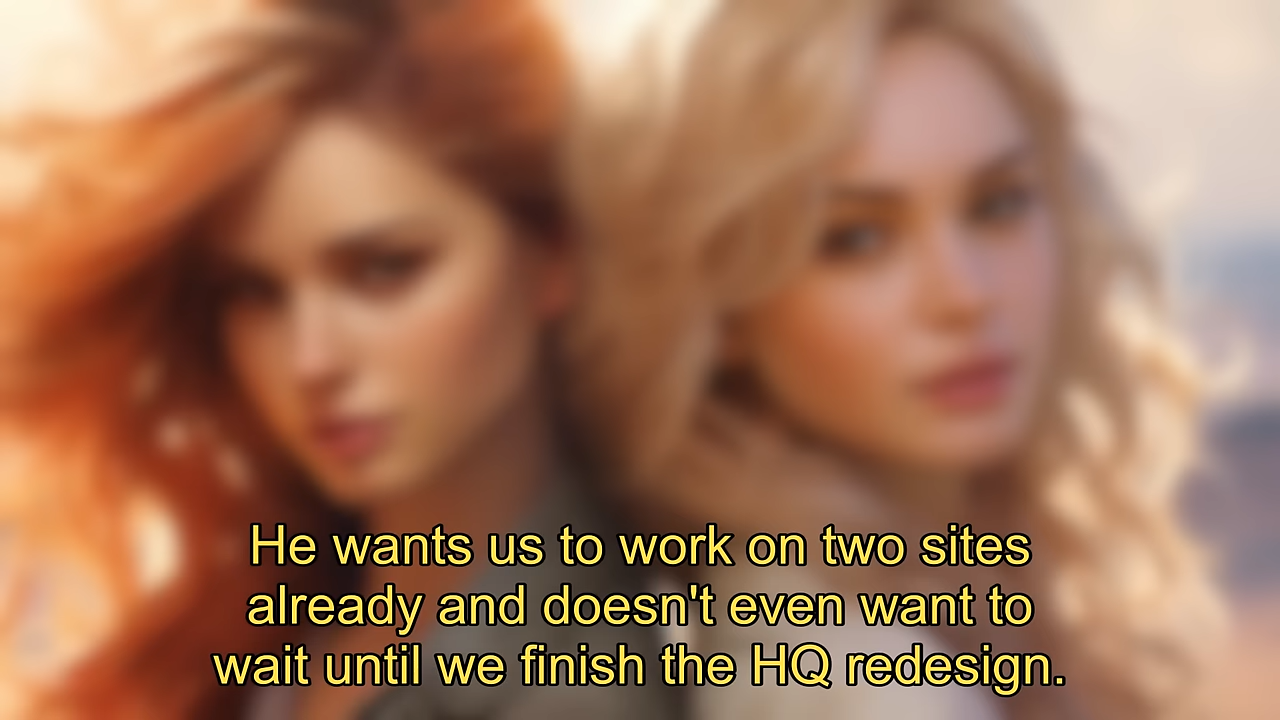 He wants us to work on two sites
already and doesn't even want to
wait until we finish the HQ redesign.